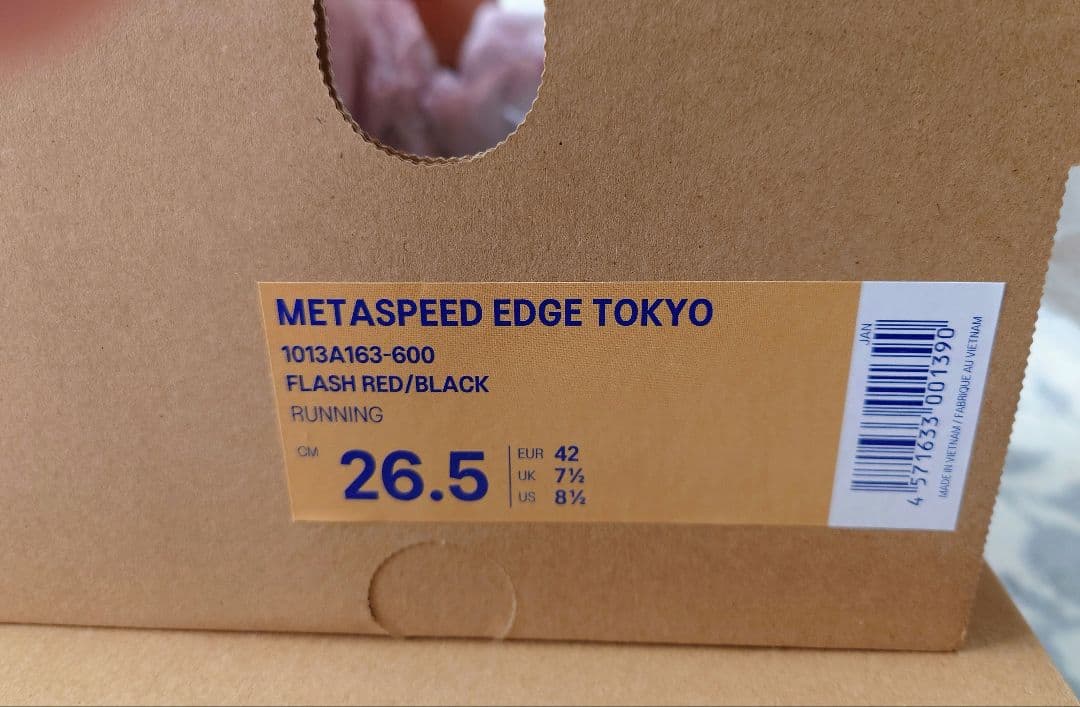 METASPEED EDGE TOKYO
1013A163-600
FLASH RED/BLACK
RUNNING
CM 26.5
EUR 42
UK 7½
US 8½
JAN
4 571633 001390
MADE IN VIETNAM / FABRIQUE AU VIETNAM